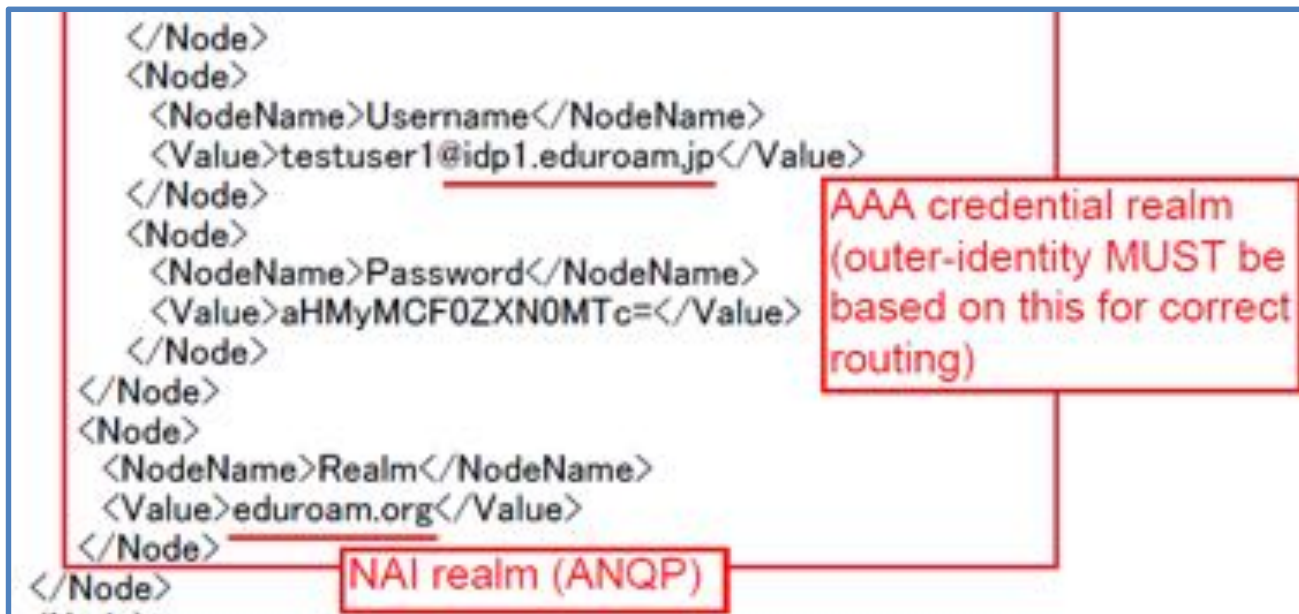 </Node>
<Node>
<NodeName>Username</NodeName>
<Value>testuser1@idp1.eduroam.jp</Value>
</Node>
<Node>
<NodeName>Password</NodeName>
<Value>aHMyMCF0ZXN0MTc=</Value>
</Node>
</Node>
<Node>
<NodeName>Realm</NodeName>
<Value>eduroam.org</Value>
</Node>
</Node>
AAA credential realm
(outer-identity MUST be
based on this for correct
routing)
NAI realm (ANQP)